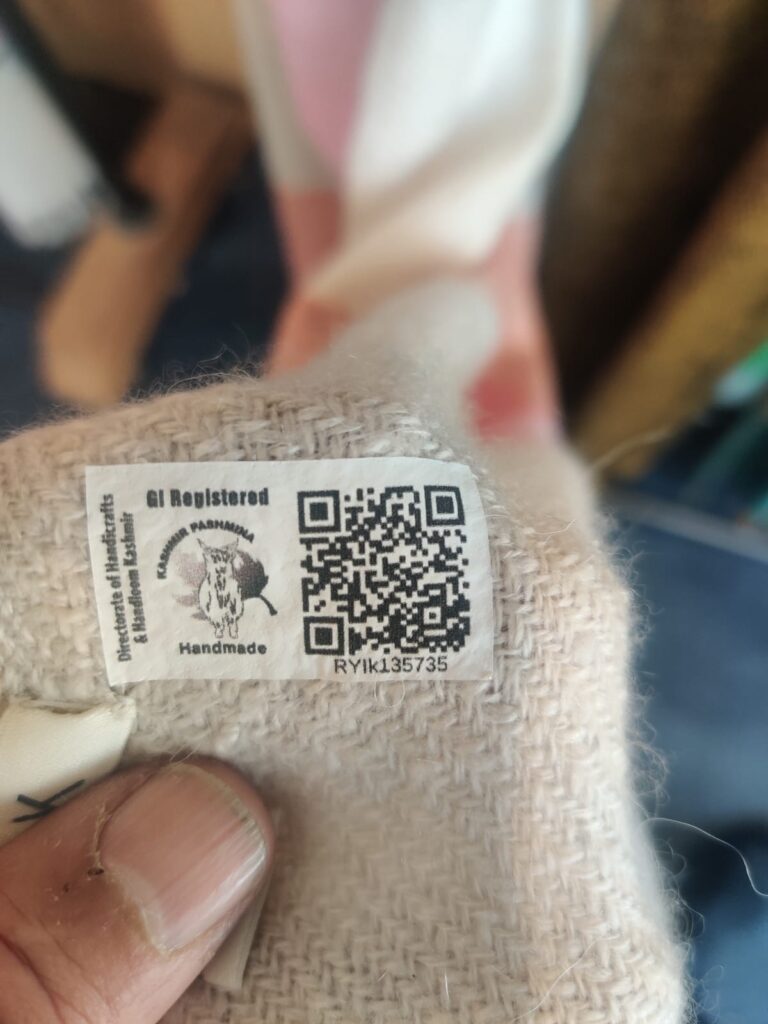 Directorate of Handicrafts
& Handloom Kashmir
GI Registered
KASHMIR PASHMINA
Handmade
RYIk135735